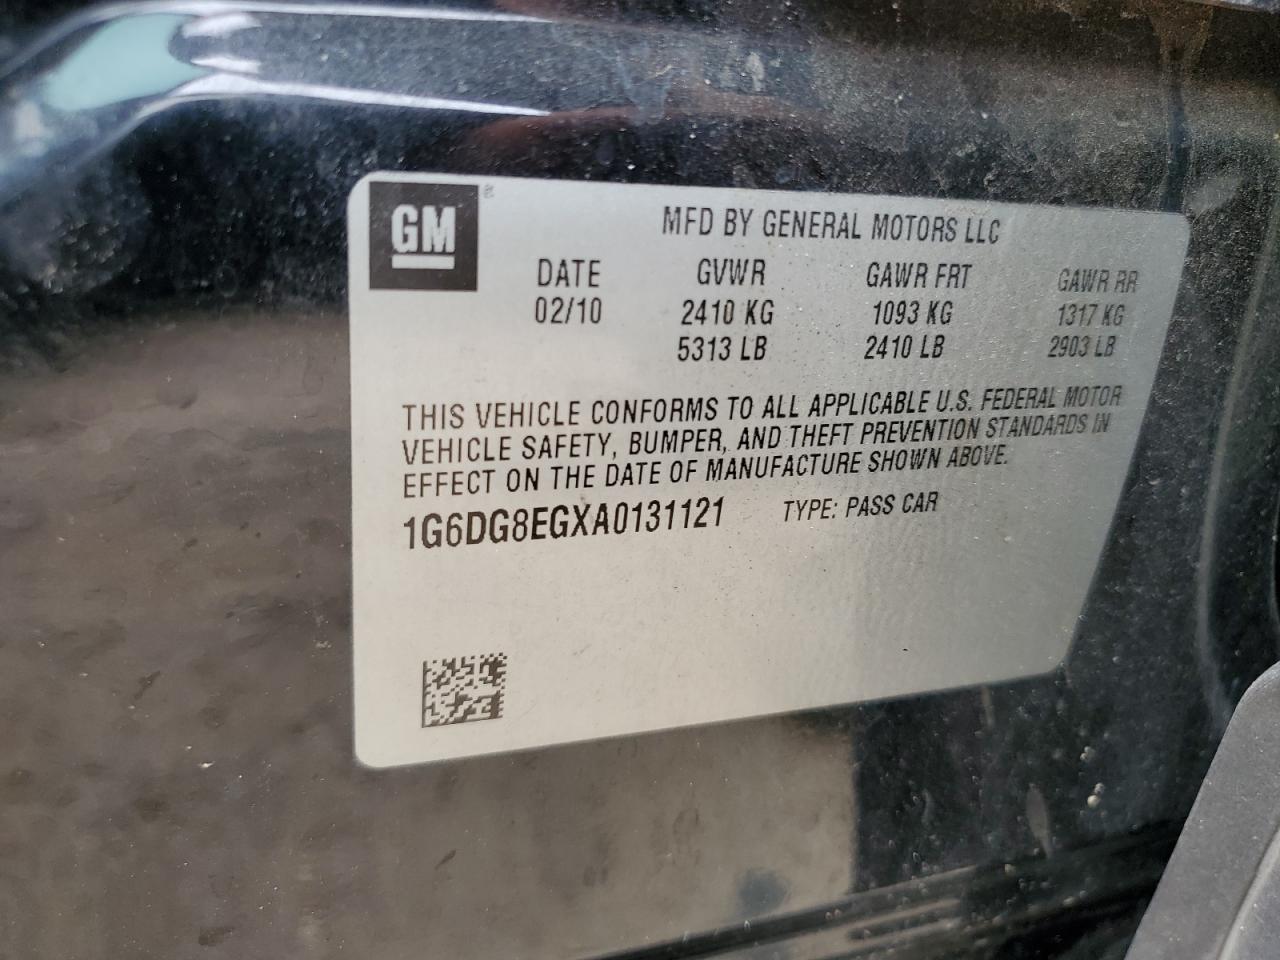 GM
MFD BY GENERAL MOTORS LLC
DATE GVWR GAWR FRT GAWR RR
02/10 2410 KG 1093 KG 1317 KG
5313 LB 2410 LB 2903 LB
THIS VEHICLE CONFORMS TO ALL APPLICABLE U.S. FEDERAL MOTOR
VEHICLE SAFETY, BUMPER, AND THEFT PREVENTION STANDARDS IN
EFFECT ON THE DATE OF MANUFACTURE SHOWN ABOVE.
1G6DG8EGXA0131121 TYPE: PASS CAR